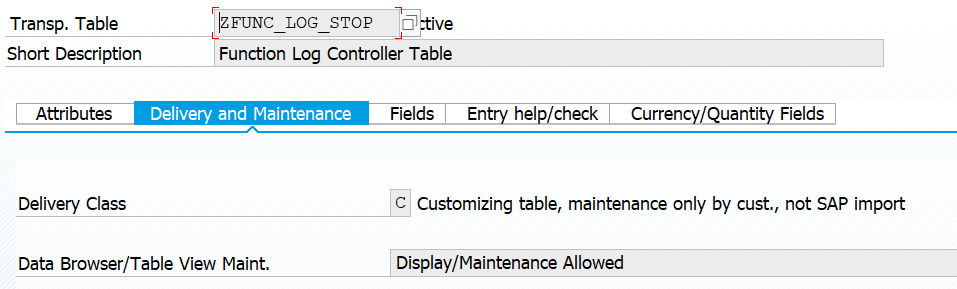 Transp. Table ZFUNC_LOG_STOP ctive
Short Description Function Log Controller Table
Attributes Delivery and Maintenance Fields Entry help/check Currency/Quantity Fields
Delivery Class C Customizing table, maintenance only by cust., not SAP import
Data Browser/Table View Maint. Display/Maintenance Allowed